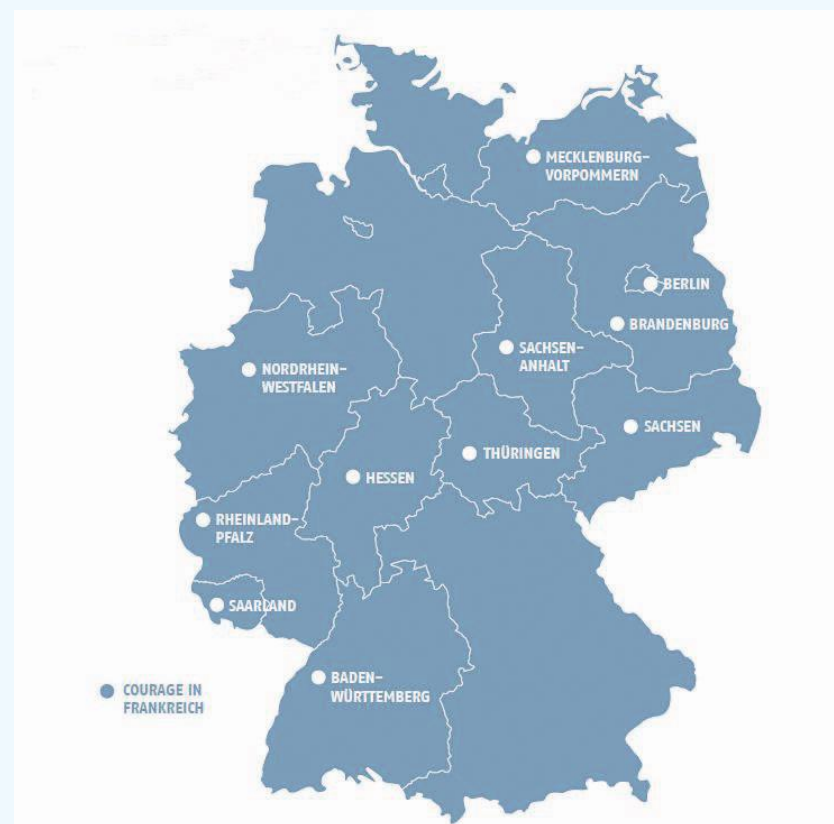 MECKLENBURG-
VORPOMMERN
BERLIN
BRANDENBURG
SACHSEN-
ANHALT
NORDRHEIN-
WESTFALEN
SACHSEN
THÜRINGEN
HESSEN
RHEINLAND-
PFALZ
SAARLAND
BADEN-
WÜRTTEMBERG
COURAGE IN
FRANKREICH